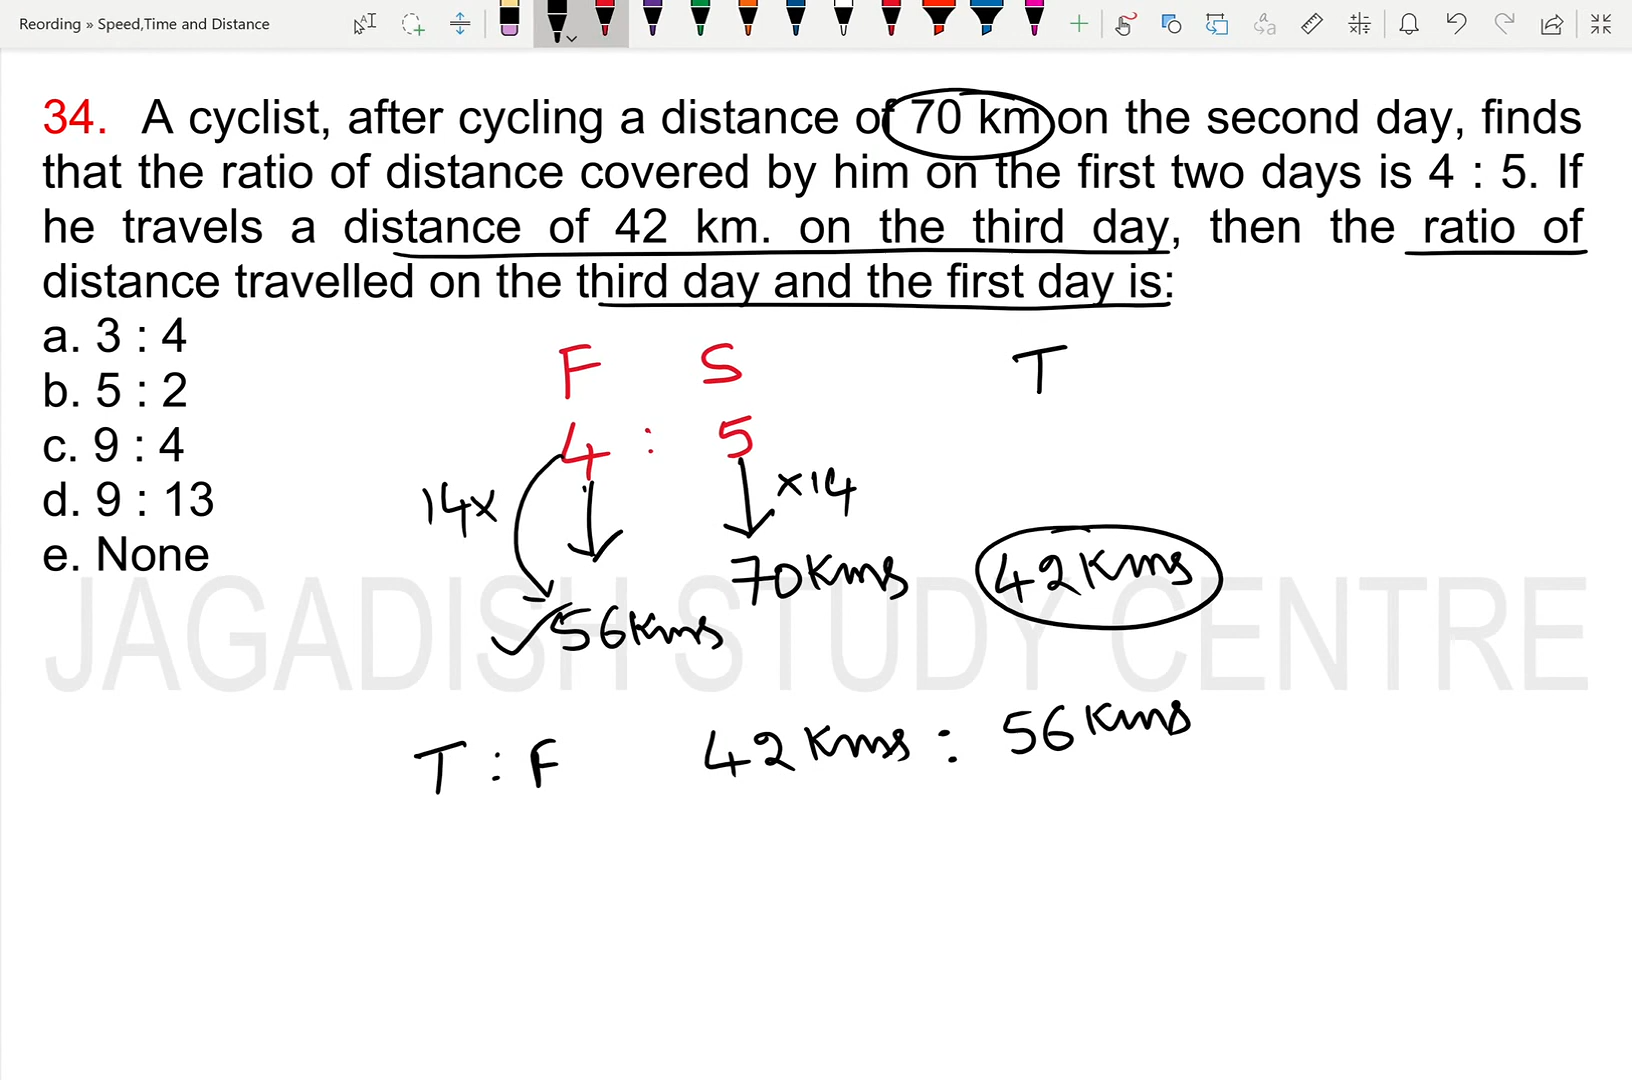 Reording » Speed,Time and Distance
34. A cyclist, after cycling a distance of 70 km on the second day, finds
that the ratio of distance covered by him on the first two days is 4 : 5. If
he travels a distance of 42 km. on the third day, then the ratio of
distance travelled on the third day and the first day is:
a. 3 : 4
b. 5 : 2
c. 9 : 4
d. 9 : 13
e. None
F S T
4 : 5
14x x14
70Kms 42Kms
56Kms
JAGADISH STUDY CENTRE
T : F 42Kms : 56Kms